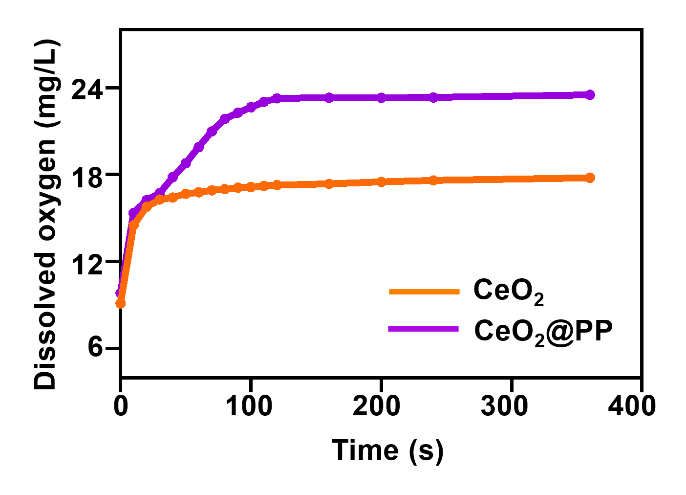 Dissolved oxygen (mg/L)
24
18
12
6
0 100 200 300 400
Time (s)
CeO₂
CeO₂@PP